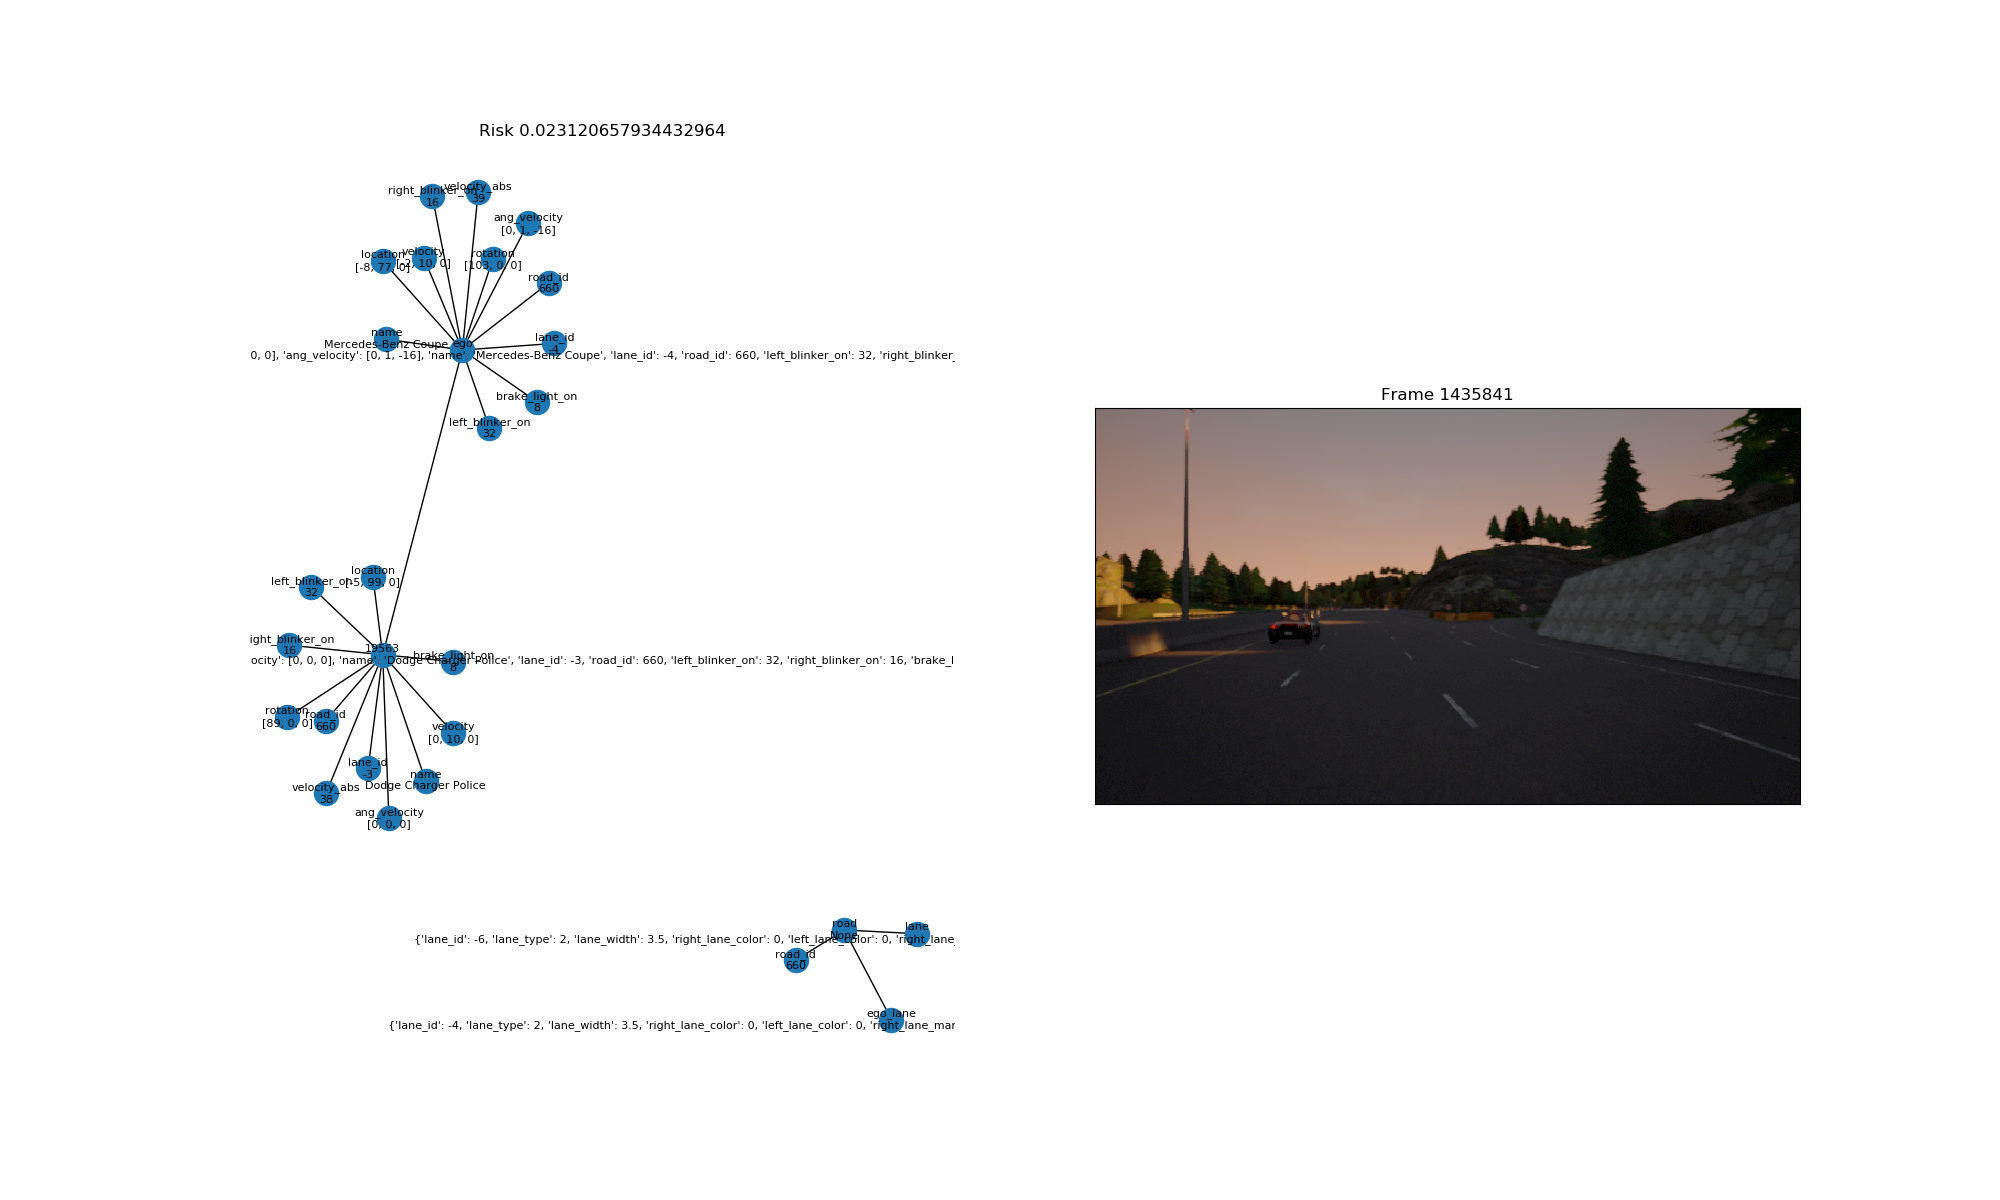 Risk 0.023120657934432964
right_blinker_on
16
velocity_abs
39
ang_velocity
[0, 1, -16]
location
[-8, 77, 0]
velocity
[-2, 10, 0]
rotation
[103, 0, 0]
road_id
660
name
Mercedes-Benz Coupe
ego
0, 0], 'ang_velocity': [0, 1, -16], 'name': 'Mercedes-Benz Coupe', 'lane_id': -4, 'road_id': 660, 'left_blinker_on': 32, 'right_blinker_
lane_id
-4
brake_light_on
8
left_blinker_on
32
Frame 1435841
left_blinker_on
32
location
[-5, 99, 0]
ight_blinker_on
16
19563
ocity': [0, 0, 0], 'name': 'Dodge Charger Police', 'lane_id': -3, 'road_id': 660, 'left_blinker_on': 32, 'right_blinker_on': 16, 'brake_l
brake_light_on
8
rotation
[89, 0, 0]
road_id
660
velocity
[0, 10, 0]
lane_id
-3
name
Dodge Charger Police
velocity_abs
38
ang_velocity
[0, 0, 0]
road
None
lane
{'lane_id': -6, 'lane_type': 2, 'lane_width': 3.5, 'right_lane_color': 0, 'left_lane_color': 0, 'right_lane_
road_id
660
ego_lane
{'lane_id': -4, 'lane_type': 2, 'lane_width': 3.5, 'right_lane_color': 0, 'left_lane_color': 0, 'right_lane_mar